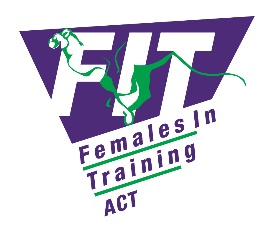 FIT
Females In
Training
ACT